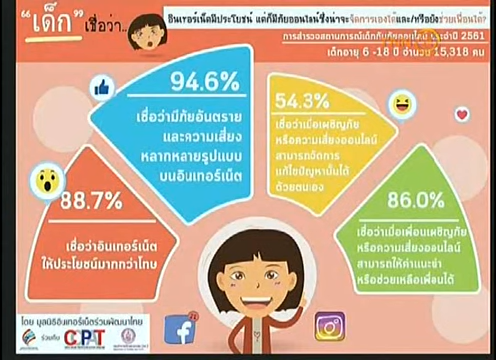 “เด็ก” เชื่อว่า..
อินเทอร์เน็ตมีประโยชน์ แต่ก็มีภัยออนไลน์ซึ่งน่าจะจัดการเองได้และ/หรือยังช่วยเพื่อนได้?
เด็กอายุ 6 -18 ปี จำนวน 15,318 คน
94.6%
เชื่อว่ามีภัยอันตราย
และความเสี่ยง
หลากหลายรูปแบบ
บนอินเทอร์เน็ต
54.3%
เชื่อว่าเมื่อเผชิญภัย
หรือความเสี่ยงออนไลน์
สามารถจัดการ
แก้ไขปัญหานั้นได้
ด้วยตนเอง
88.7%
เชื่อว่าอินเทอร์เน็ต
ให้ประโยชน์มากกว่าโทษ
86.0%
เชื่อว่าเมื่อเพื่อนเผชิญภัย
หรือความเสี่ยงออนไลน์
สามารถให้คำแนะนำ
หรือช่วยเหลือเพื่อนได้
โดย มูลนิธิอินเทอร์เน็ตร่วมพัฒนาไทย
ร่วมกับ
COPAT